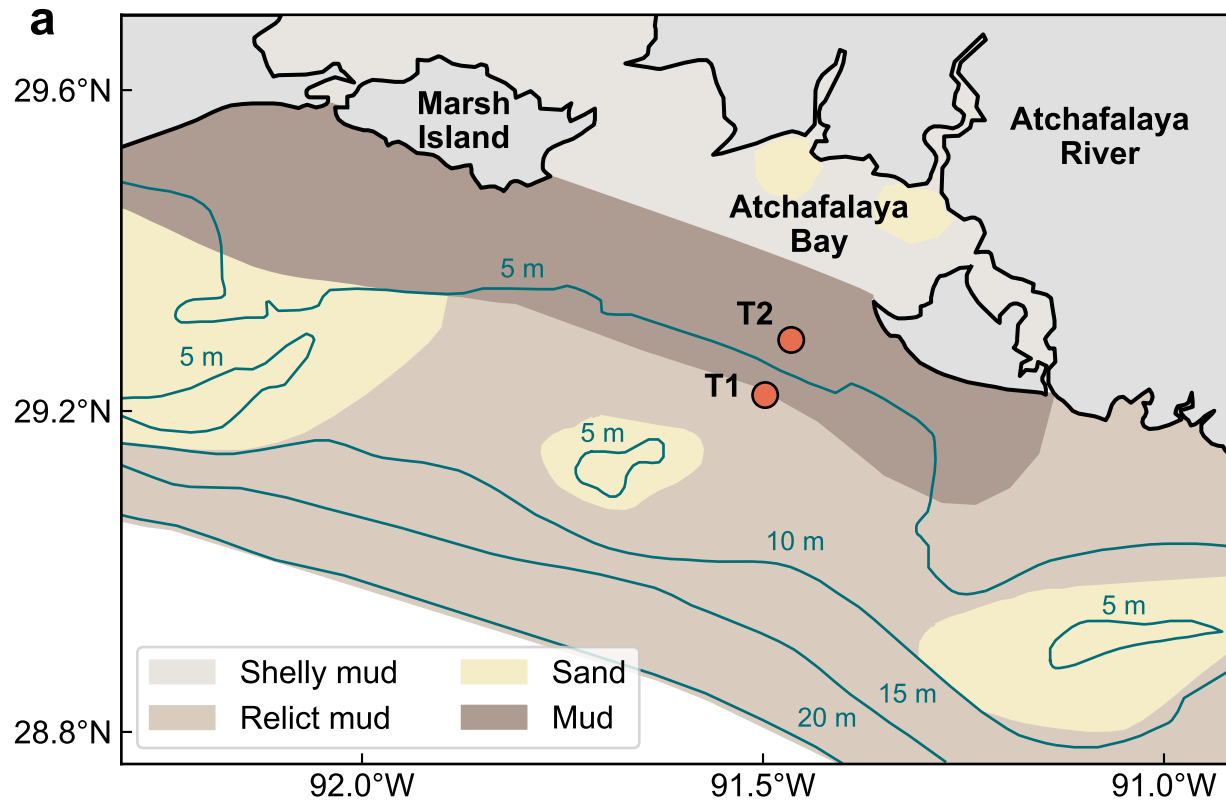 a
29.6°N
29.2°N
28.8°N
Marsh
Island
Atchafalaya
River
Atchafalaya
Bay
5 m
T2
5 m
T1
5 m
10 m
5 m
15 m
20 m
Shelly mud
Sand
Relict mud
Mud
92.0°W
91.5°W
91.0°W